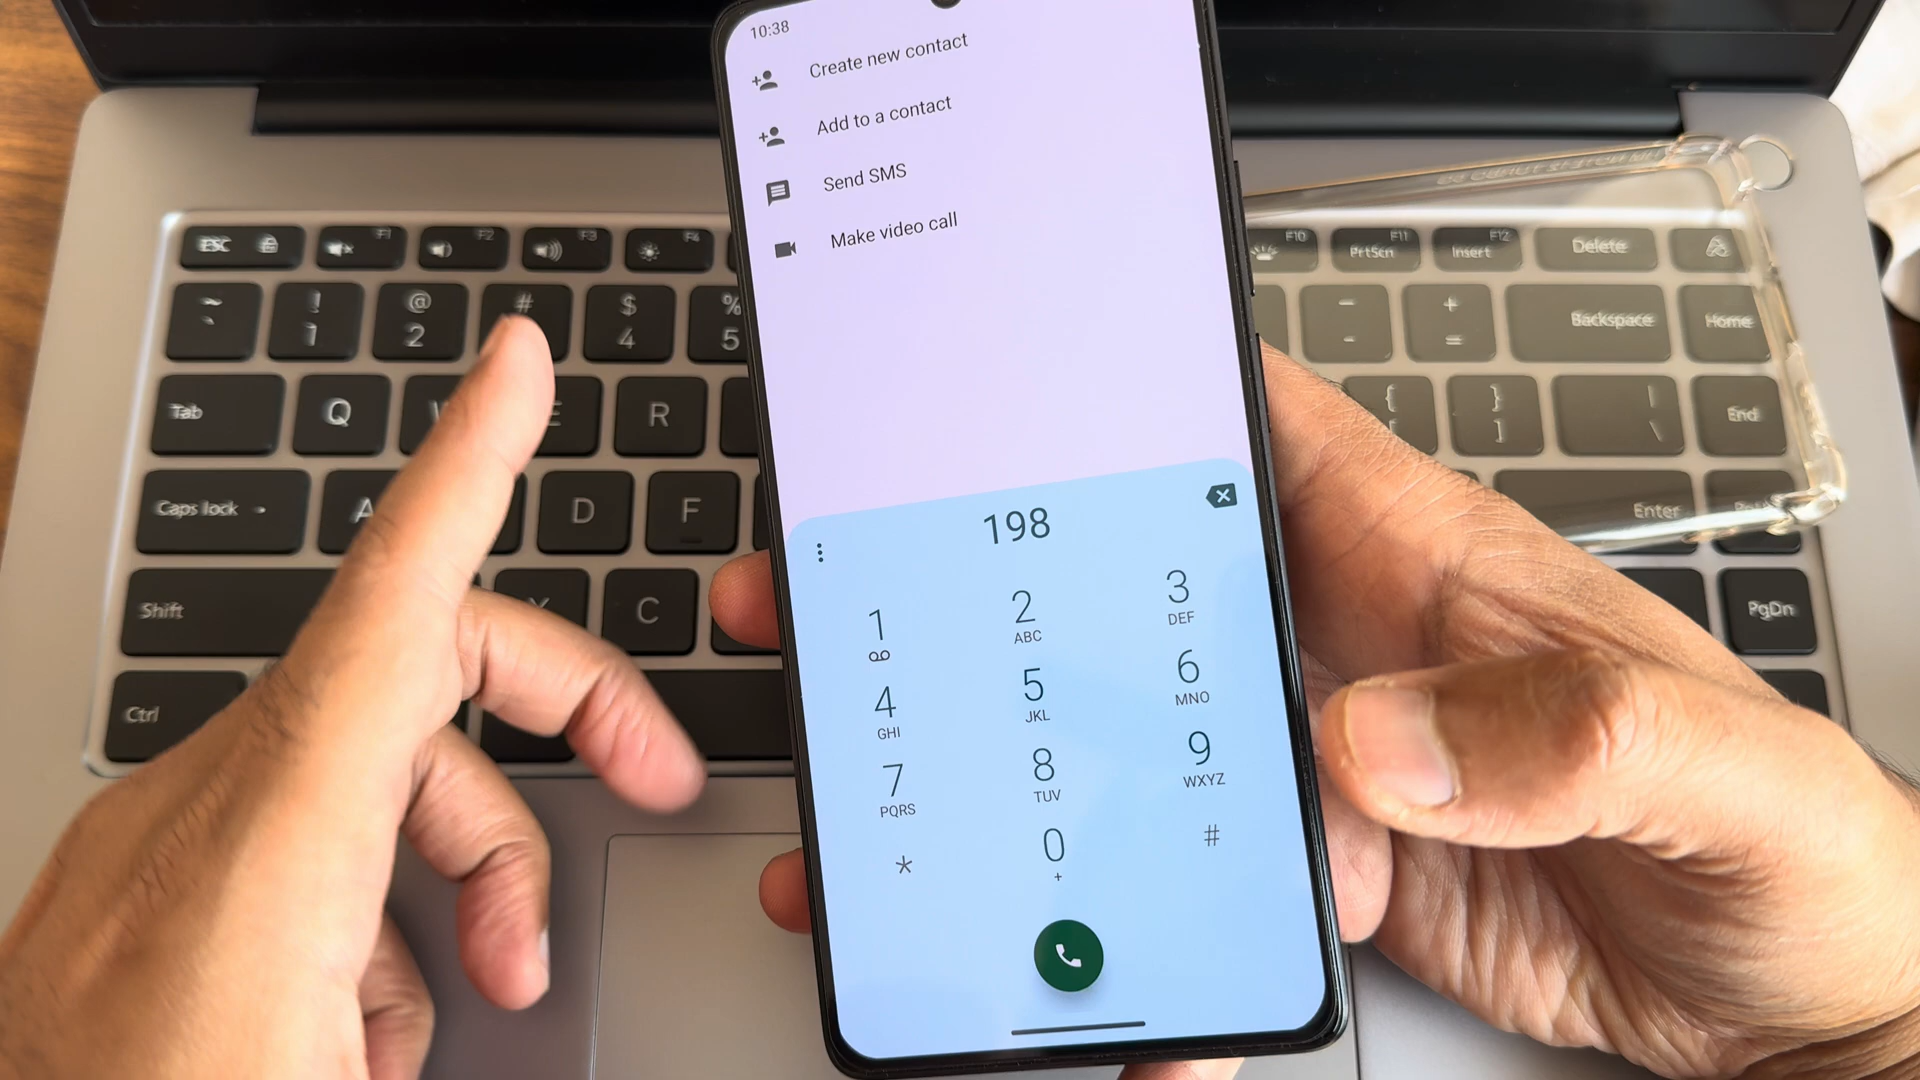 10:38
Create new contact
Add to a contact
Send SMS
Make video call
198
1
2 ABC
3 DEF
4 GHI
5 JKL
6 MNO
7 PQRS
8 TUV
9 WXYZ
*
0 +
#
ESC
F1
F2
F3
F4
F10
PrtScn F11
Insert F12
Delete
~ `
! 1
@ 2
#
$ 4
% 5
_ -
+ =
Backspace
Home
Tab
Q
R
{ [
} ]
| \
End
Caps lock
A
D
F
Enter
Shift
C
PgDn
Ctrl